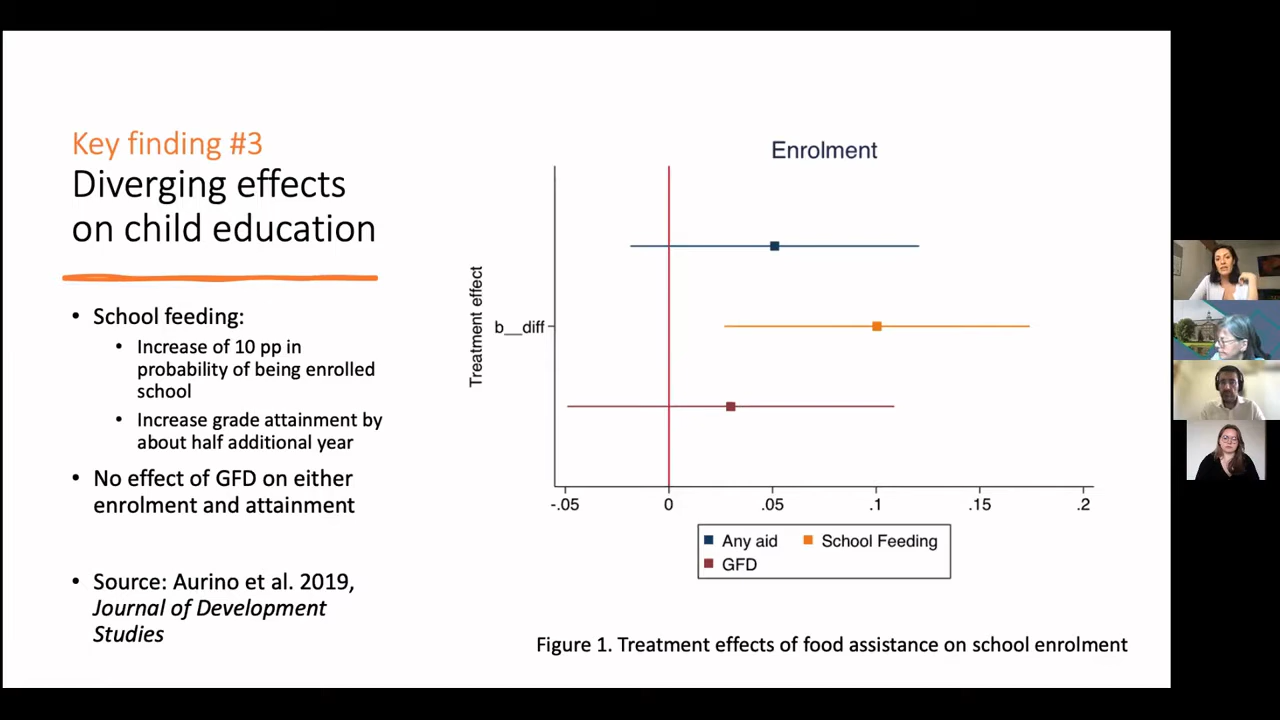 Key finding #3
Diverging effects
on child education
• School feeding:
• Increase of 10 pp in
probability of being enrolled
school
• Increase grade attainment by
about half additional year
• No effect of GFD on either
enrolment and attainment
• Source: Aurino et al. 2019,
Journal of Development
Studies
Enrolment
Treatment effect
b__diff
-.05 0 .05 .1 .15 .2
Any aid School Feeding
GFD
Figure 1. Treatment effects of food assistance on school enrolment